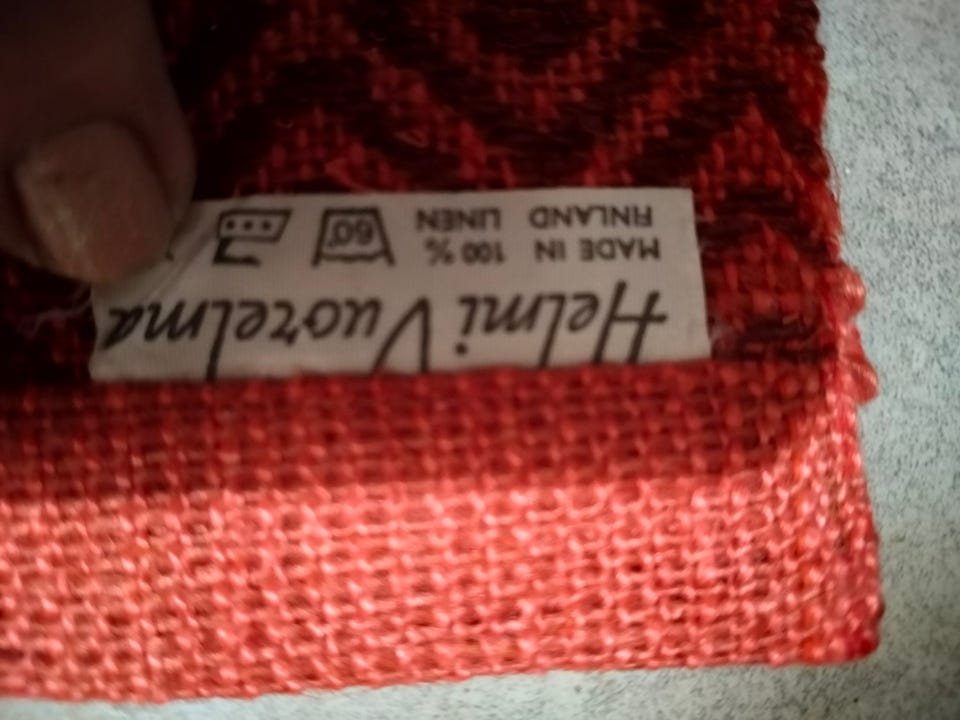 Helmi Vuorelma
MADE IN 100 %
FINLAND LINEN
60°